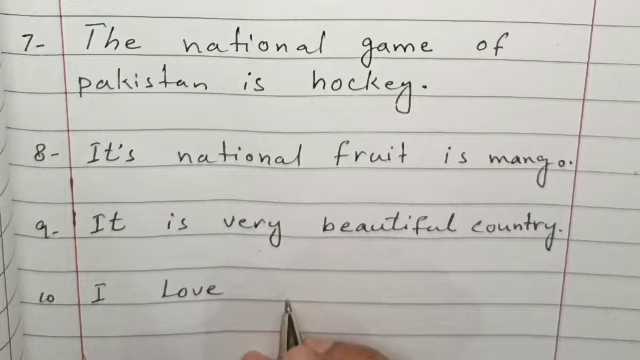 7- The national game of
pakistan is hockey.
8- It's national fruit is mango.
9- It is very beautiful country.
10 I Love